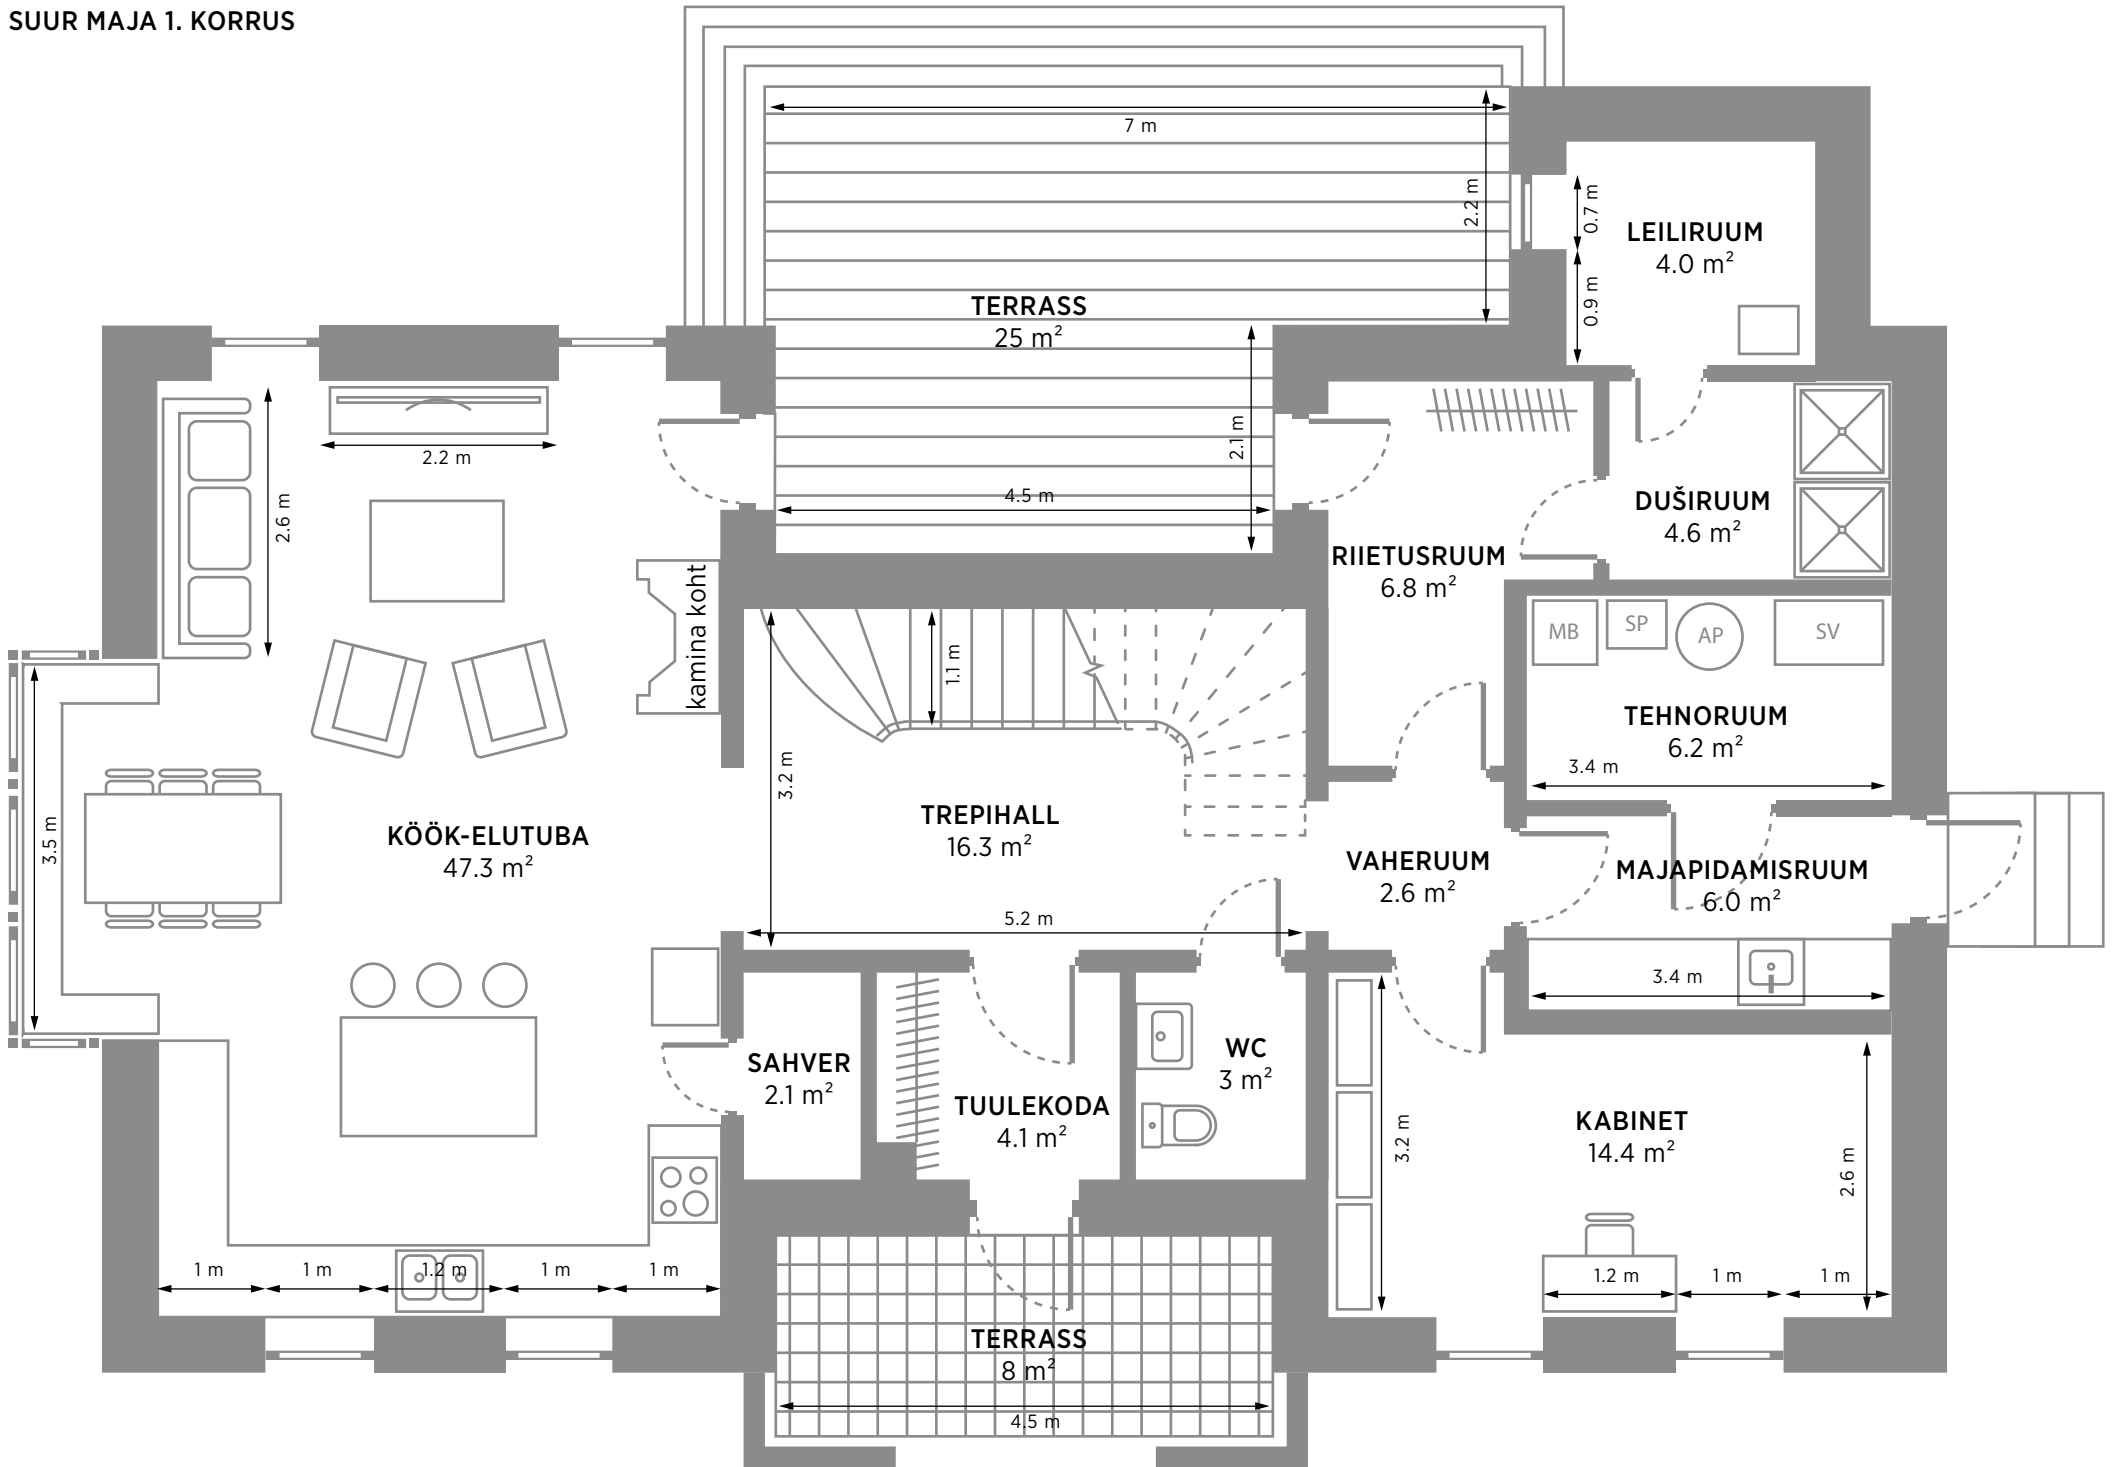 SUUR MAJA 1. KORRUS
7 m
2.2 m
0.7 m
LEILIRUUM
4.0 m²
0.9 m
TERRASS
25 m²
2.1 m
4.5 m
2.2 m
2.6 m
kamina koht
DUŠIRUUM
4.6 m²
RIIETUSRUUM
6.8 m²
MB
SP
AP
SV
TEHNORUUM
6.2 m²
3.4 m
1.1 m
3.2 m
TREPIHALL
16.3 m²
5.2 m
KÖÖK-ELUTUBA
47.3 m²
3.5 m
VAHERUUM
2.6 m²
MAJAPIDAMISRUUM
6.0 m²
3.4 m
SAHVER
2.1 m²
TUULEKODA
4.1 m²
WC
3 m²
3.2 m
KABINET
14.4 m²
2.6 m
1 m
1 m
1.2 m
1 m
1 m
1.2 m
1 m
1 m
TERRASS
8 m²
4.5 m